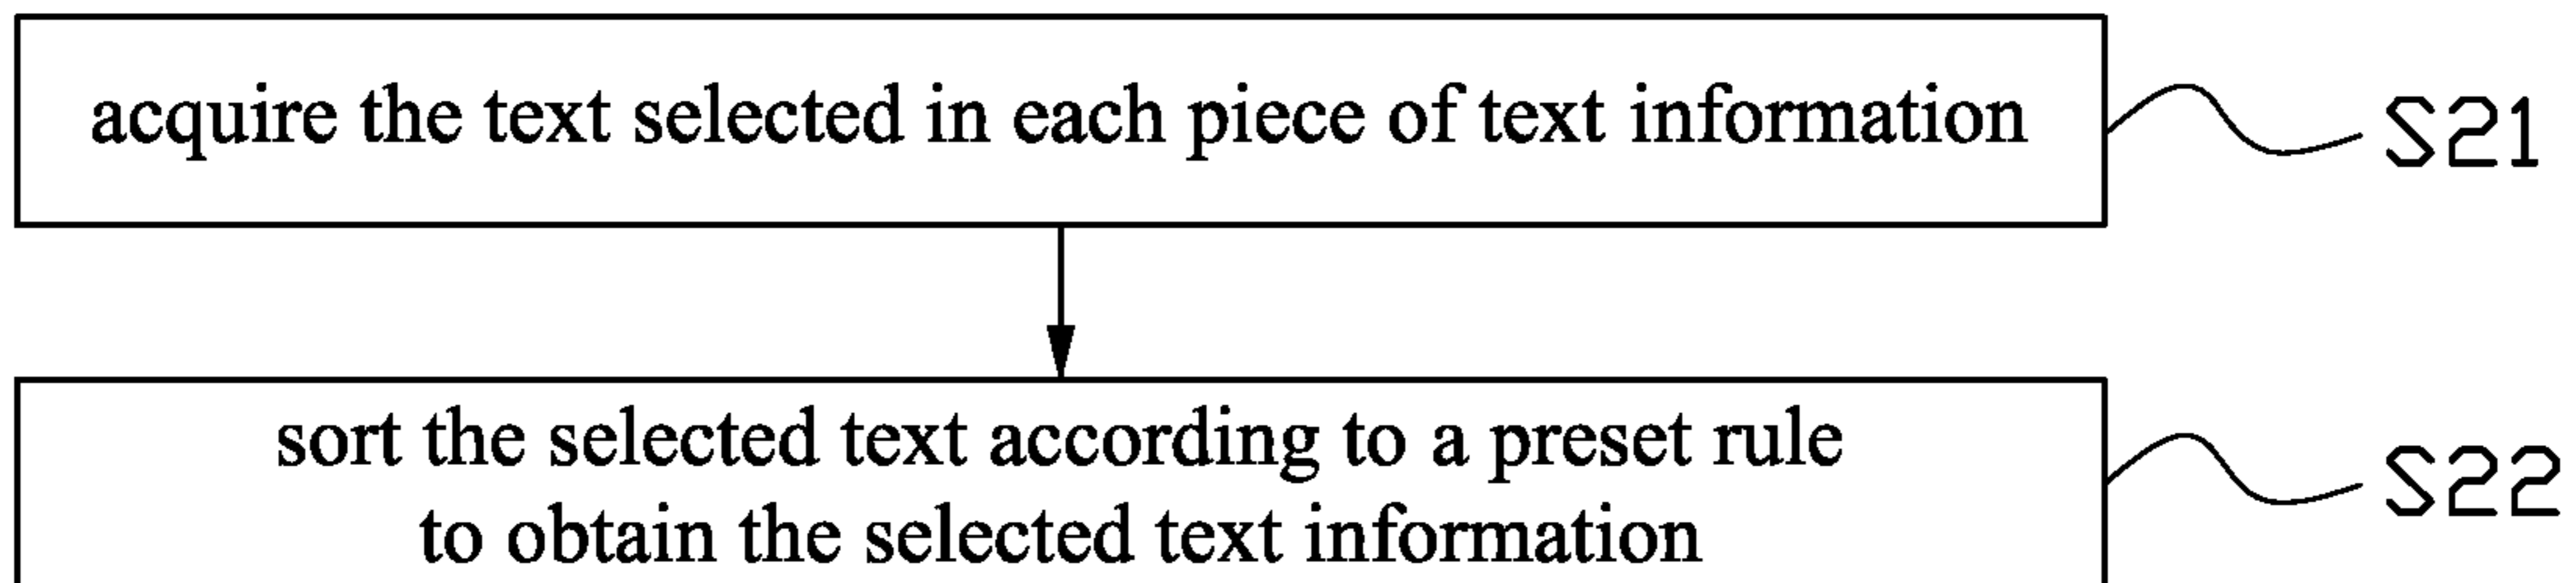 acquire the text selected in each piece of text information
S21
sort the selected text according to a preset rule
to obtain the selected text information
S22